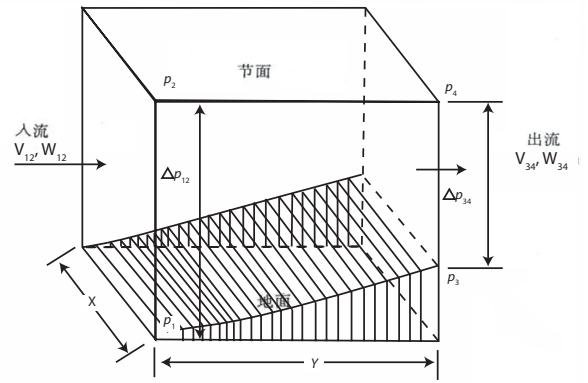 p₂
节面
p₄
入流
V₁₂, W₁₂
Δp₁₂
出流
V₃₄, W₃₄
Δp₃₄
X
p₁
地面
p₃
Y